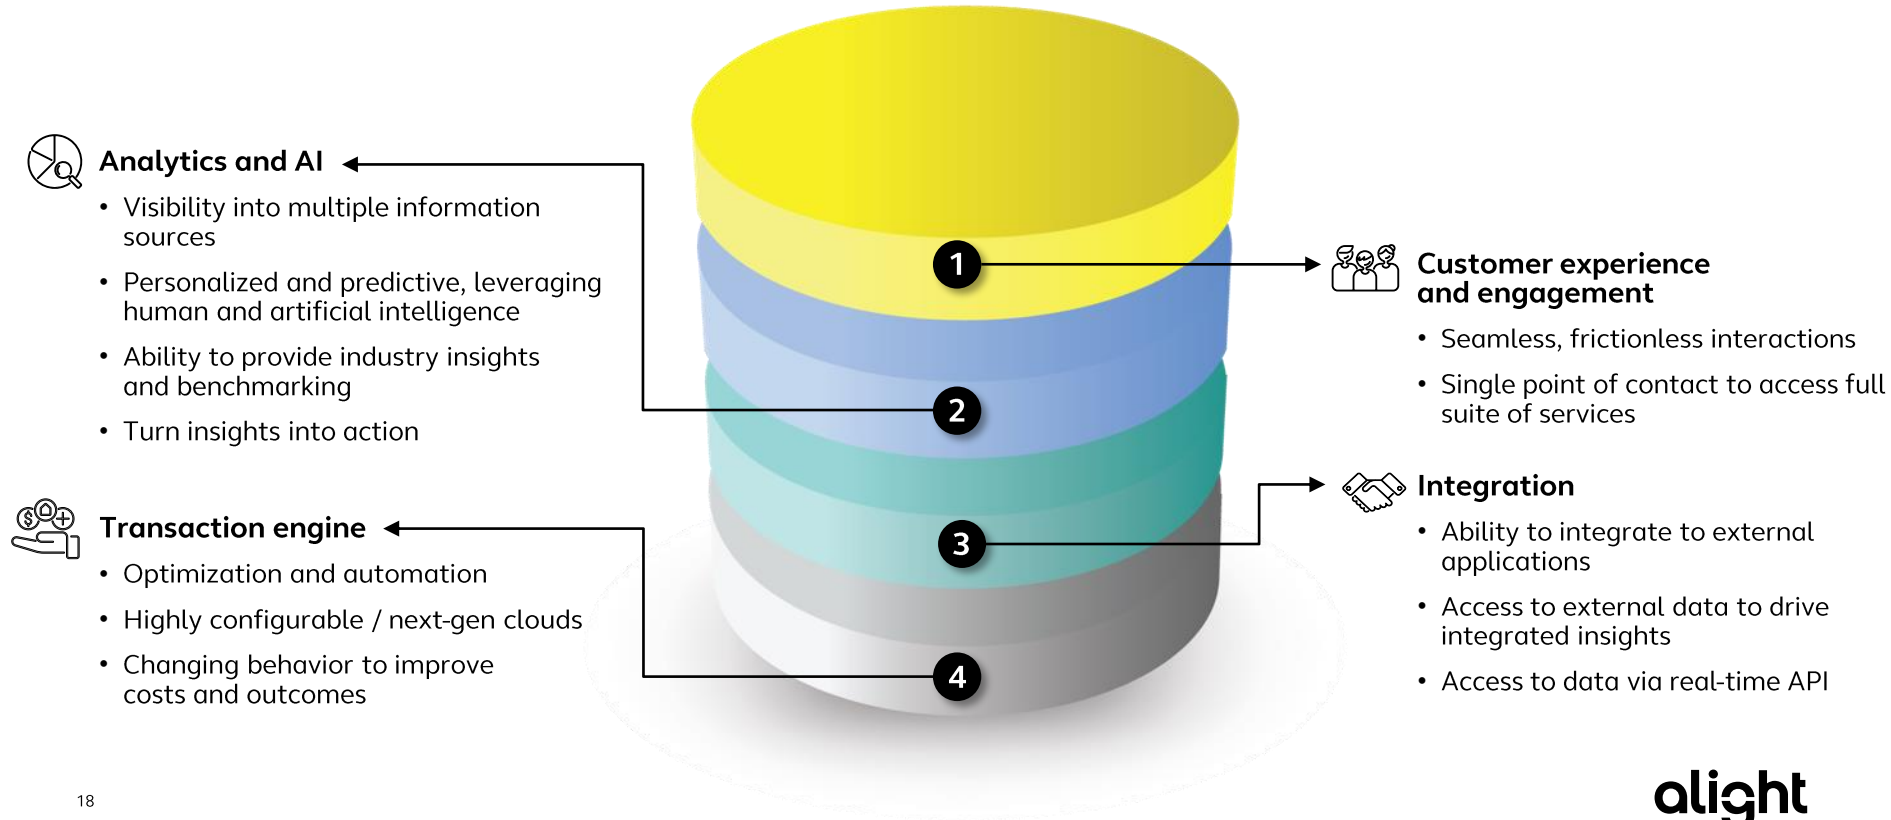 Analytics and AI
• Visibility into multiple information
sources
• Personalized and predictive, leveraging
human and artificial intelligence
• Ability to provide industry insights
and benchmarking
• Turn insights into action
Transaction engine
• Optimization and automation
• Highly configurable / next-gen clouds
• Changing behavior to improve
costs and outcomes
1
2
3
4
Customer experience
and engagement
• Seamless, frictionless interactions
• Single point of contact to access full
suite of services
Integration
• Ability to integrate to external
applications
• Access to external data to drive
integrated insights
• Access to data via real-time API
$
18
alight